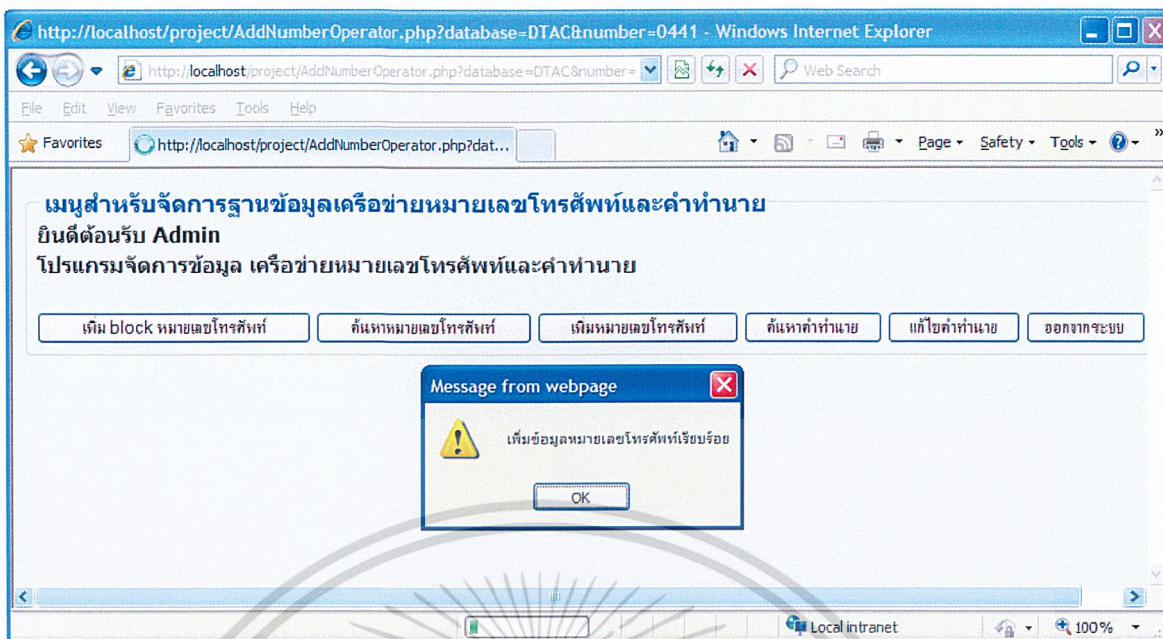 http://localhost/project/AddNumberOperator.php?database=DTAC&number=0441 - Windows Internet Explorer
http://localhost/project/AddNumberOperator.php?database=DTAC&number=
Web Search
File Edit View Favorites Tools Help
Favorites http://localhost/project/AddNumberOperator.php?dat... Page Safety Tools
เมนูสำหรับจัดการฐานข้อมูลเครือข่ายหมายเลขโทรศัพท์และคำทำนาย
ยินดีต้อนรับ Admin
โปรแกรมจัดการข้อมูล เครือข่ายหมายเลขโทรศัพท์และคำทำนาย
เพิ่ม block หมายเลขโทรศัพท์ ค้นหาหมายเลขโทรศัพท์ เพิ่มหมายเลขโทรศัพท์ ค้นหาคำทำนาย แก้ไขคำทำนาย ออกจากระบบ
Message from webpage
เพิ่มข้อมูลหมายเลขโทรศัพท์เรียบร้อย
OK
Local intranet 100%